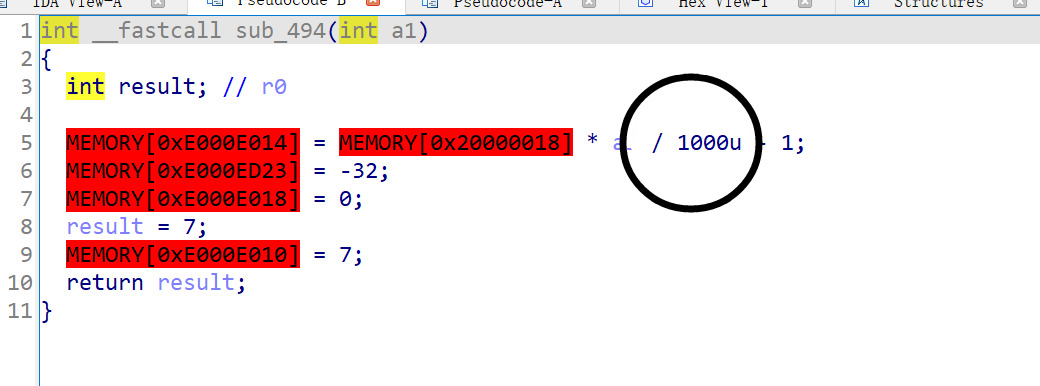 IDA View-A Pseudocode-B Pseudocode-A Hex View-1 Structures
1 int __fastcall sub_494(int a1)
2 {
3 int result; // r0
4
5 MEMORY[0xE000E014] = MEMORY[0x20000018] * a1 / 1000u - 1;
6 MEMORY[0xE000ED23] = -32;
7 MEMORY[0xE000E018] = 0;
8 result = 7;
9 MEMORY[0xE000E010] = 7;
10 return result;
11 }